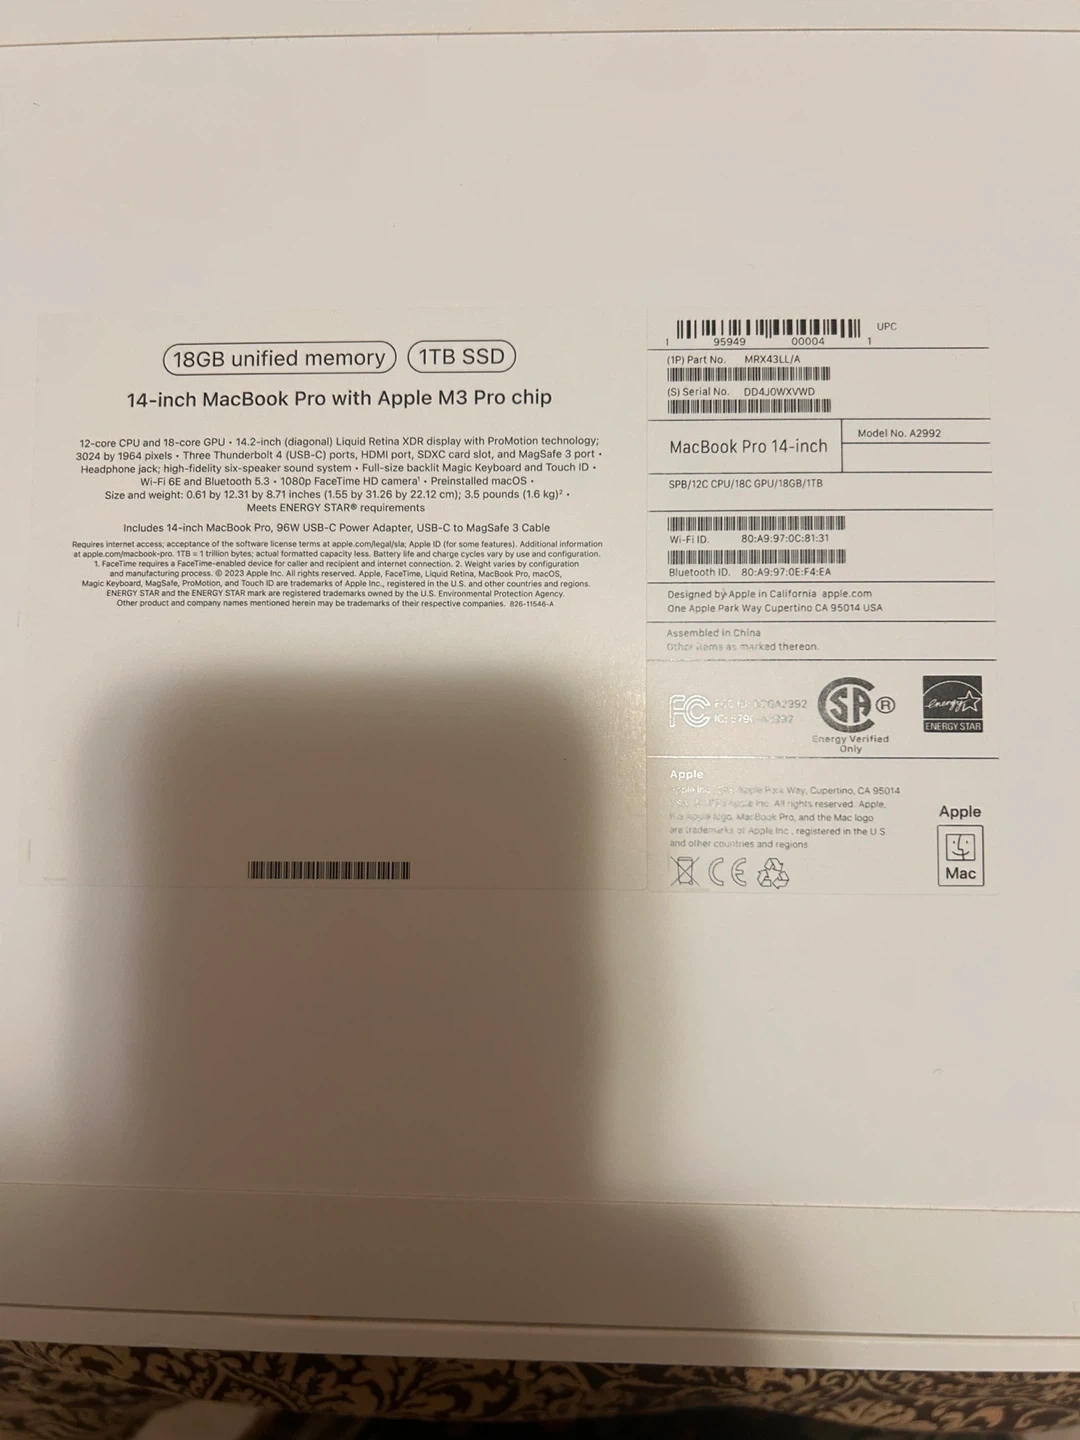 18GB unified memory
1TB SSD
14-inch MacBook Pro with Apple M3 Pro chip
12-core CPU and 18-core GPU • 14.2-inch (diagonal) Liquid Retina XDR display with ProMotion technology;
3024 by 1964 pixels • Three Thunderbolt 4 (USB-C) ports, HDMI port, SDXC card slot, and MagSafe 3 port •
Headphone jack; high-fidelity six-speaker sound system • Full-size backlit Magic Keyboard and Touch ID •
Wi-Fi 6E and Bluetooth 5.3 • 1080p FaceTime HD camera¹ • Preinstalled macOS •
Size and weight: 0.61 by 12.31 by 8.71 inches (1.55 by 31.26 by 22.12 cm); 3.5 pounds (1.6 kg)² •
Meets ENERGY STAR® requirements
Includes 14-inch MacBook Pro, 96W USB-C Power Adapter, USB-C to MagSafe 3 Cable
Requires internet access; acceptance of the software license terms at apple.com/legal/sla; Apple ID (for some features). Additional information
at apple.com/macbook-pro. 1TB = 1 trillion bytes; actual formatted capacity less. Battery life and charge cycles vary by use and configuration.
1. FaceTime requires a FaceTime-enabled device for caller and recipient and internet connection. 2. Weight varies by configuration
and manufacturing process. © 2023 Apple Inc. All rights reserved. Apple, FaceTime, Liquid Retina, MacBook Pro, macOS,
Magic Keyboard, MagSafe, ProMotion, and Touch ID are trademarks of Apple Inc., registered in the U.S. and other countries and regions.
ENERGY STAR and the ENERGY STAR mark are registered trademarks owned by the U.S. Environmental Protection Agency.
Other product and company names mentioned herein may be trademarks of their respective companies. 826-11546-A
UPC
1 95949 00004 1
(1P) Part No. MRX43LL/A
(S) Serial No. DD4J0WXVWD
MacBook Pro 14-inch
Model No. A2992
SPB/12C CPU/18C GPU/18GB/1TB
Wi-Fi ID. 80:A9:97:0C:81:31
Bluetooth ID. 80:A9:97:0E:F4:EA
Designed by Apple in California apple.com
One Apple Park Way Cupertino CA 95014 USA
Assembled in China
Other items as marked thereon.
FC
SA ®
Energy Verified
Only
energy
ENERGY STAR
Apple
Apple Park Way, Cupertino, CA 95014
Apple Inc. All rights reserved. Apple,
Apple logo, MacBook Pro, and the Mac logo
are trademarks of Apple Inc., registered in the U.S.
and other countries and regions
CE
Apple
Mac